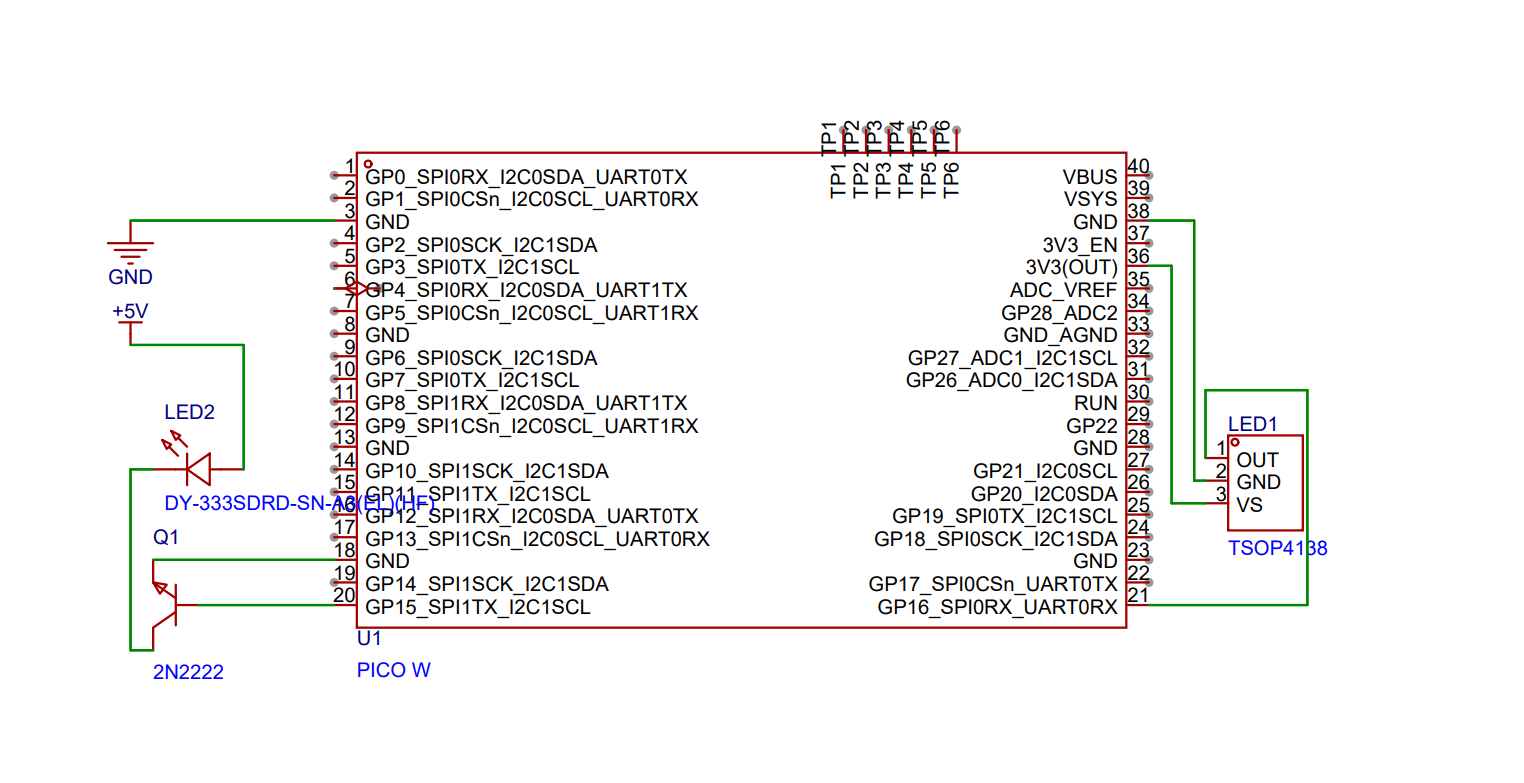 TP1
TP2
TP3
TP4
TP5
TP6
TP1
TP2
TP3
TP4
TP5
TP6
1
GP0_SPI0RX_I2C0SDA_UART0TX
2
GP1_SPI0CSn_I2C0SCL_UART0RX
3
GND
4
GP2_SPI0SCK_I2C1SDA
5
GP3_SPI0TX_I2C1SCL
6
GP4_SPI0RX_I2C0SDA_UART1TX
7
GP5_SPI0CSn_I2C0SCL_UART1RX
8
GND
9
GP6_SPI0SCK_I2C1SDA
10
GP7_SPI0TX_I2C1SCL
11
GP8_SPI1RX_I2C0SDA_UART1TX
12
GP9_SPI1CSn_I2C0SCL_UART1RX
13
GND
14
GP10_SPI1SCK_I2C1SDA
15
GP11_SPI1TX_I2C1SCL
16
GP12_SPI1RX_I2C0SDA_UART0TX
17
GP13_SPI1CSn_I2C0SCL_UART0RX
18
GND
19
GP14_SPI1SCK_I2C1SDA
20
GP15_SPI1TX_I2C1SCL
40
VBUS
39
VSYS
38
GND
37
3V3_EN
36
3V3(OUT)
35
ADC_VREF
34
GP28_ADC2
33
GND_AGND
32
GP27_ADC1_I2C1SCL
31
GP26_ADC0_I2C1SDA
30
RUN
29
GP22
28
GND
27
GP21_I2C0SCL
26
GP20_I2C0SDA
25
GP19_SPI0TX_I2C1SCL
24
GP18_SPI0SCK_I2C1SDA
23
GND
22
GP17_SPI0CSn_UART0TX
21
GP16_SPI0RX_UART0RX
U1
PICO W
GND
+5V
LED2
DY-333SDRD-SN-A3(EL)(HF)
Q1
2N2222
LED1
1
OUT
2
GND
3
VS
TSOP4138